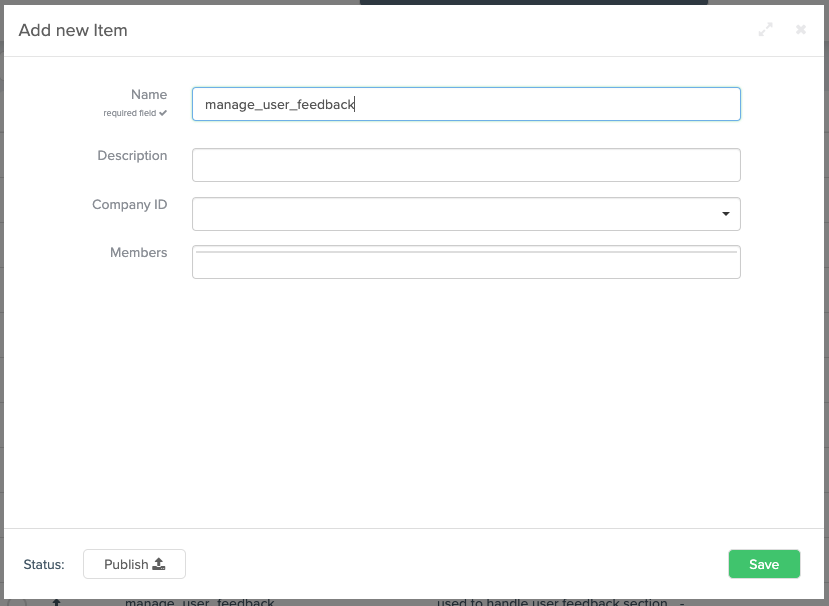 Add new Item
Name
required field
manage_user_feedback
Description
Company ID
Members
Status:
Publish
Save
manage_user_feedback
used to handle user feedback section
-